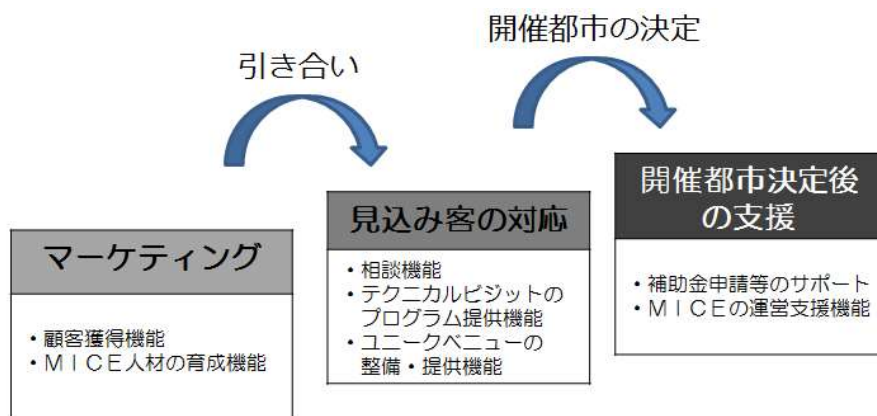 引き合い
開催都市の決定
マーケティング
・顧客獲得機能
・ＭＩＣＥ人材の育成機能
見込み客の対応
・相談機能
・テクニカルビジットの
プログラム提供機能
・ユニークベニューの
整備・提供機能
開催都市決定後
の支援
・補助金申請等のサポート
・ＭＩＣＥの運営支援機能